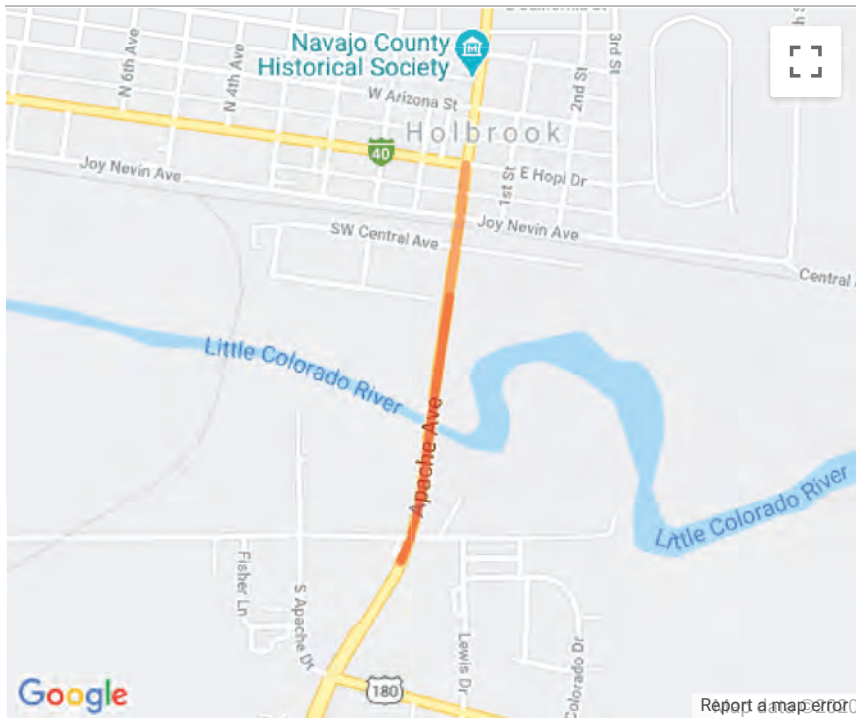 E California St
Navajo County
Historical Society
N 6th Ave
N 4th Ave
3rd St
2nd St
W Arizona St
Holbrook
40
Joy Nevin Ave
1st St
E Hopi Dr
SW Central Ave
Joy Nevin Ave
Central
Little Colorado River
Apache Ave
Little Colorado River
Fisher Ln
S Apache Dr
Lewis Dr
Colorado Dr
180
Google
Report a map error